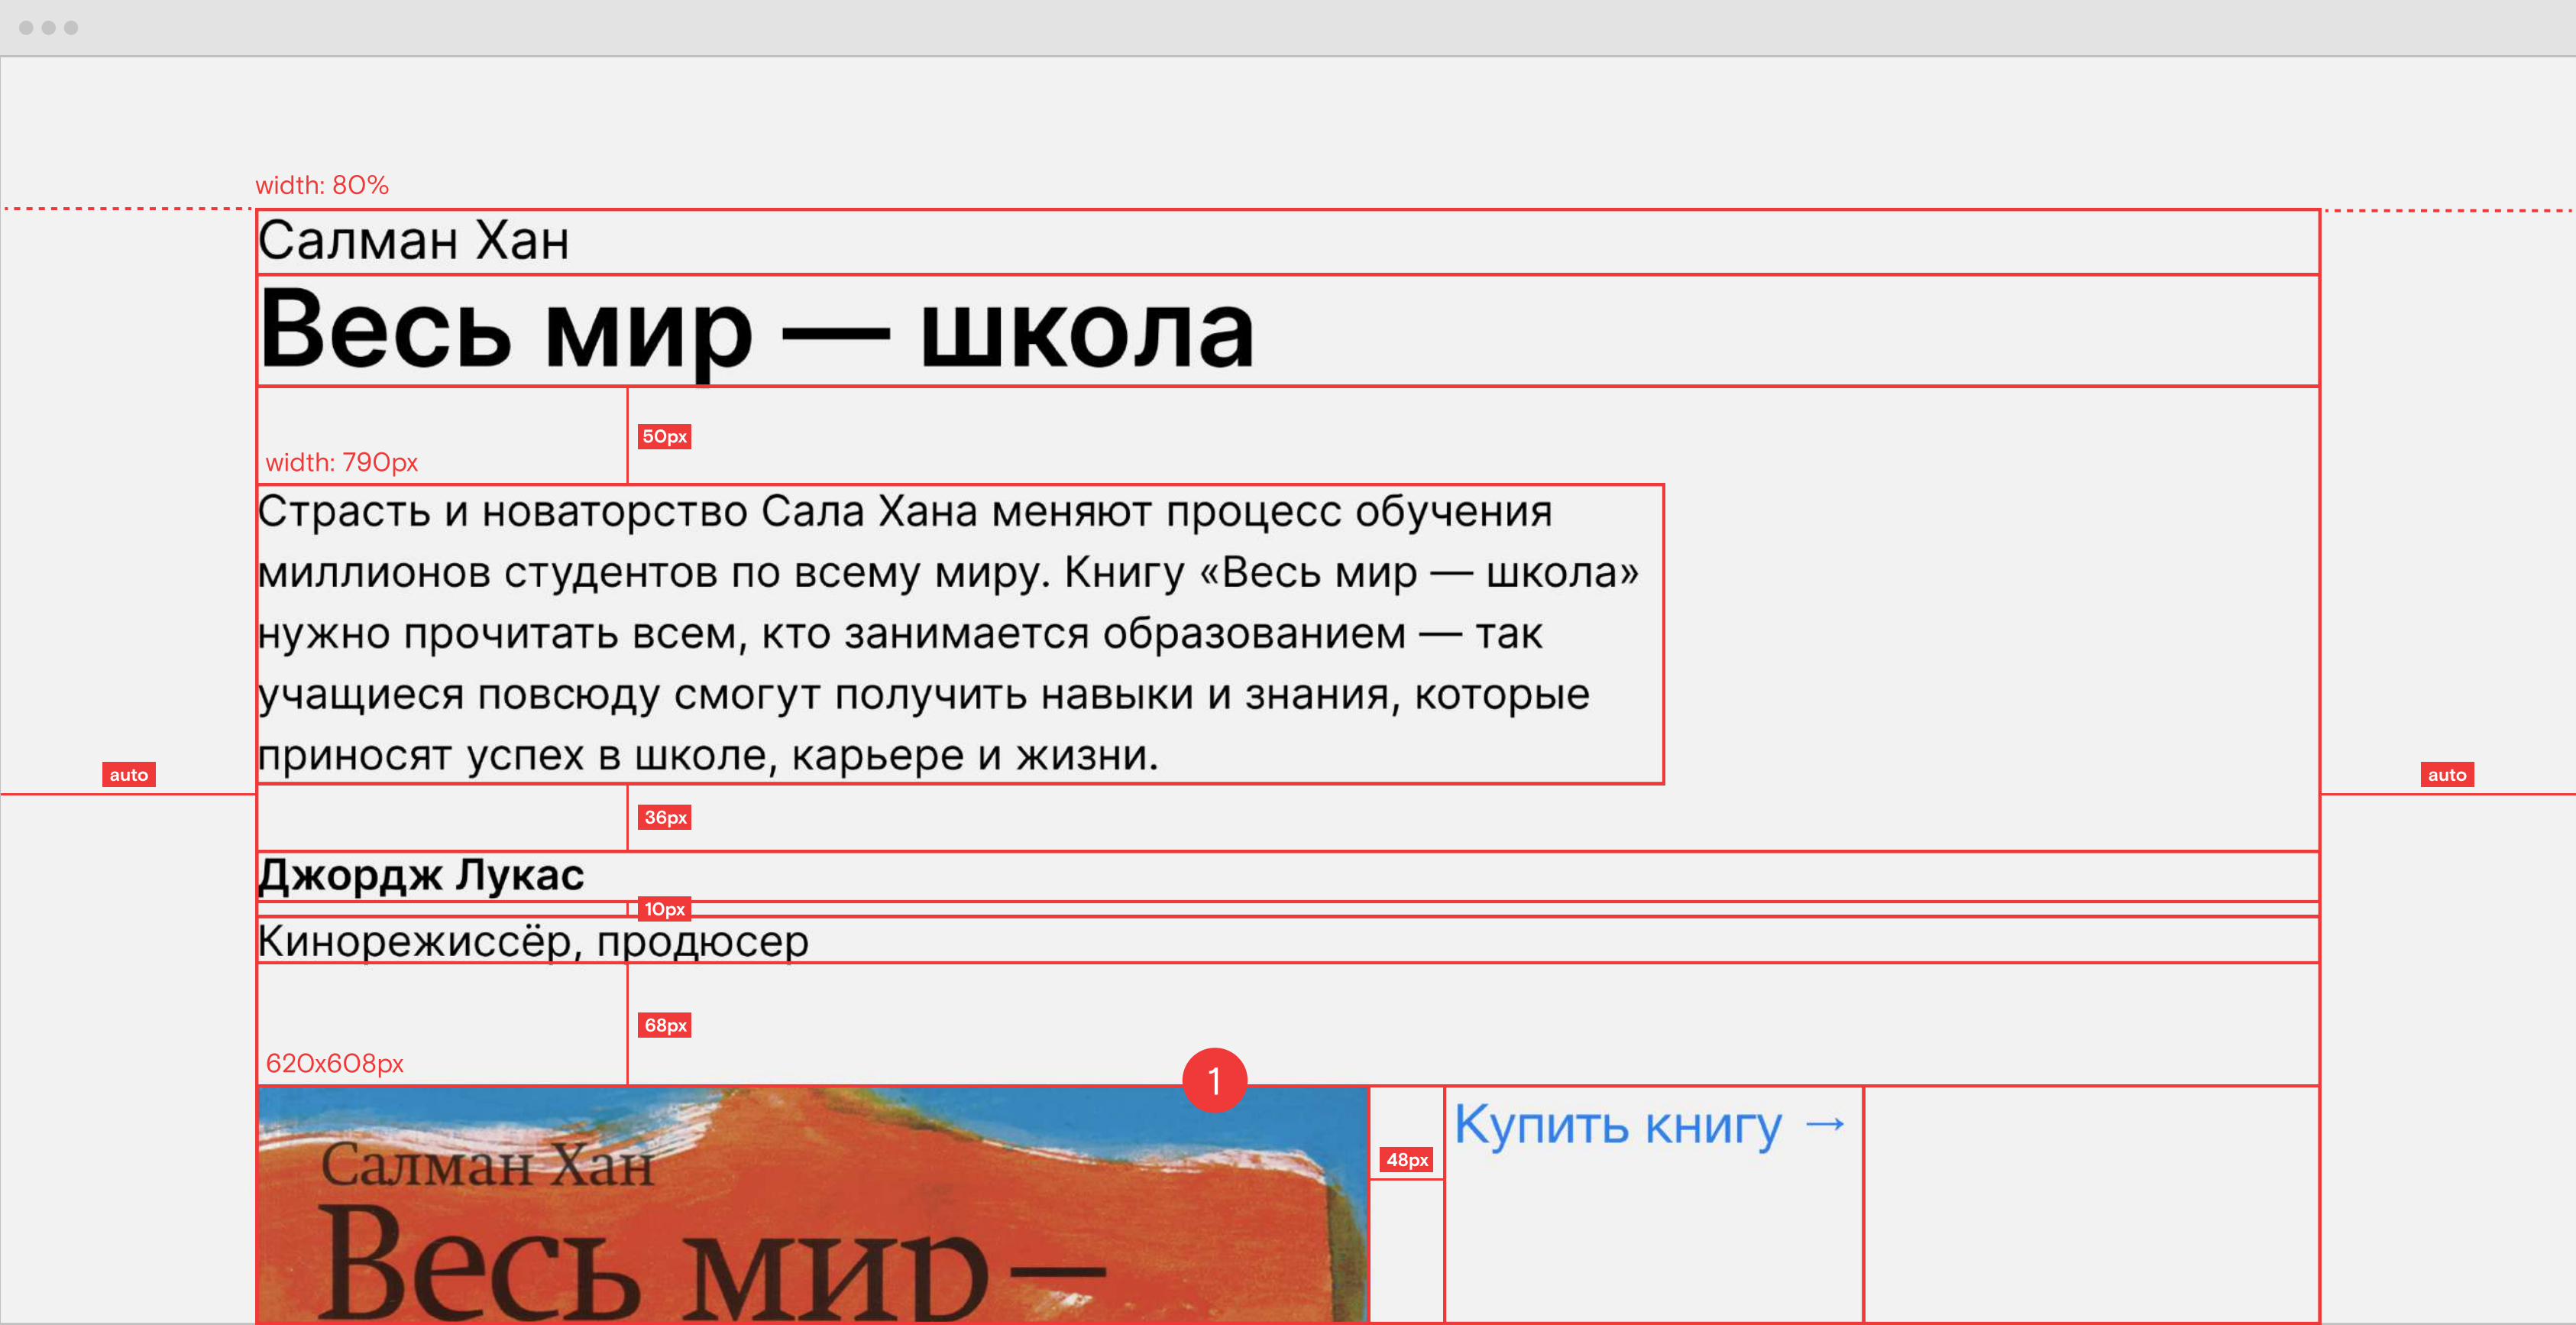 width: 80%
Салман Хан
Весь мир — школа
50px
width: 790px
Страсть и новаторство Сала Хана меняют процесс обучения
миллионов студентов по всему миру. Книгу «Весь мир — школа»
нужно прочитать всем, кто занимается образованием — так
учащиеся повсюду смогут получить навыки и знания, которые
приносят успех в школе, карьере и жизни.
auto
auto
36px
Джордж Лукас
10px
Кинорежиссёр, продюсер
68px
620x608px
1
Купить книгу →
48px
Салман Хан
Весь мир —